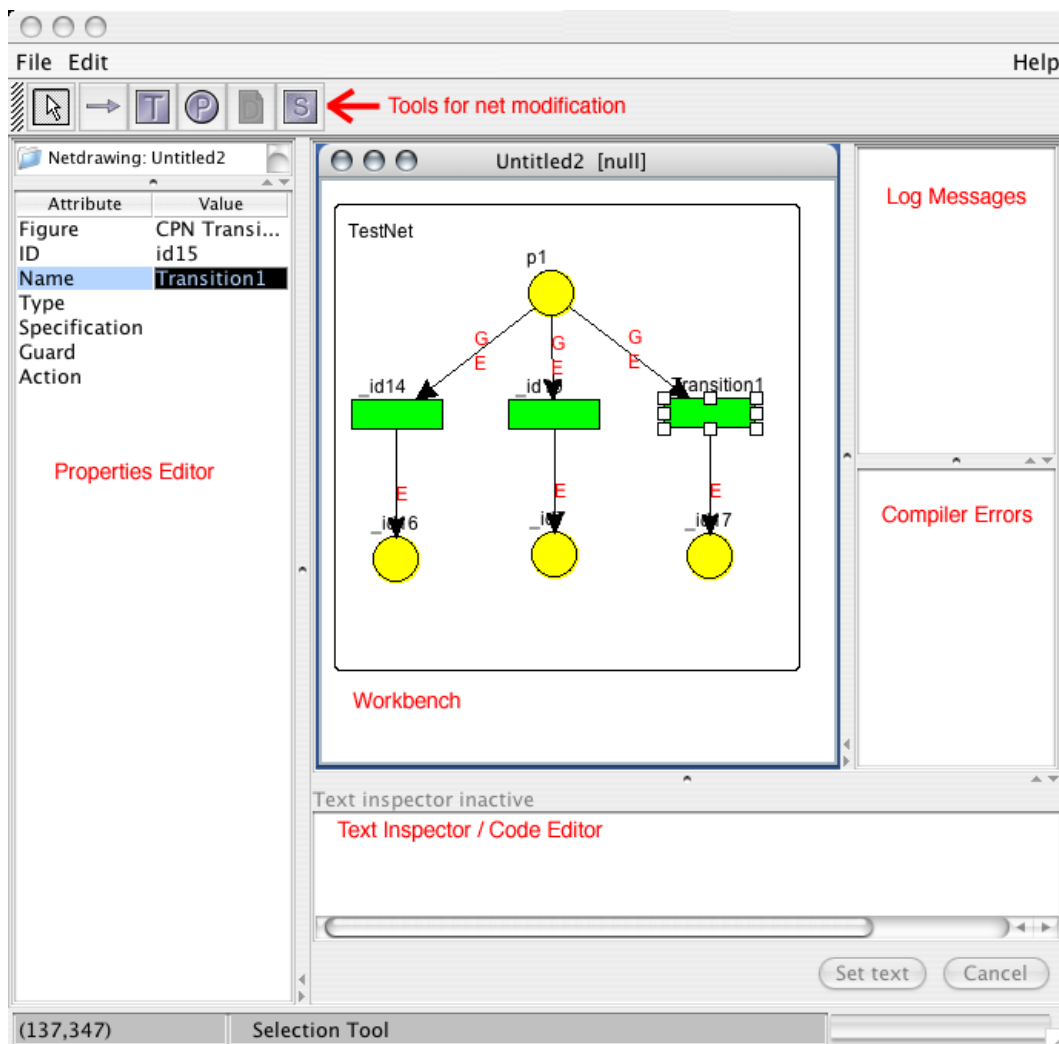 File Edit Help
T P D S Tools for net modification
Netdrawing: Untitled2
Attribute Value
Figure CPN Transi...
ID id15
Name Transition1
Type
Specification
Guard
Action
Properties Editor
Untitled2 [null]
TestNet
p1
G G G
E E E
_id14 Transition1
E E E
_id16 _id17
Workbench
Log Messages
Compiler Errors
Text inspector inactive
Text Inspector / Code Editor
Set text Cancel
(137,347) Selection Tool